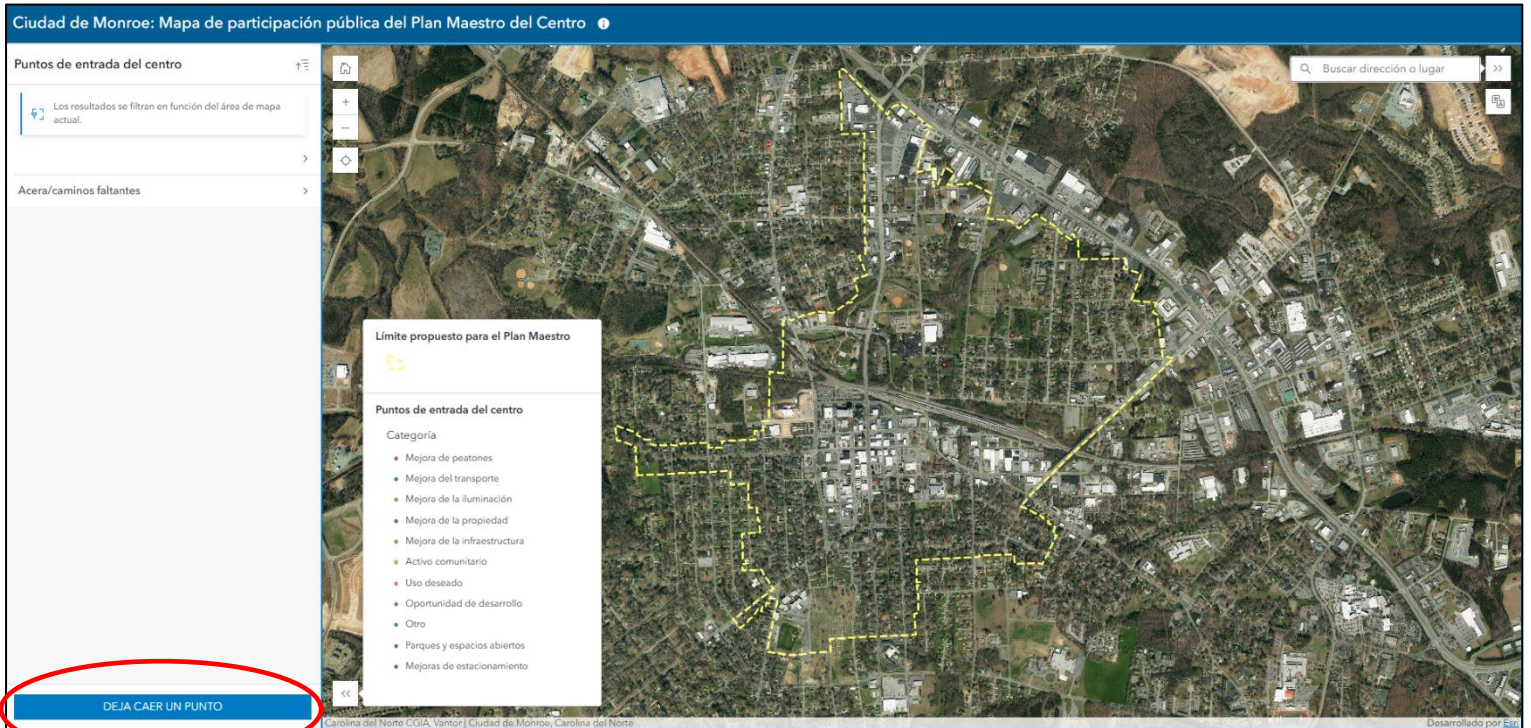 Ciudad de Monroe: Mapa de participación pública del Plan Maestro del Centro
Puntos de entrada del centro
Los resultados se filtran en función del área de mapa
actual.
Acera/caminos faltantes
DEJA CAER UN PUNTO
Buscar dirección o lugar
Límite propuesto para el Plan Maestro
Puntos de entrada del centro
Categoría
Mejora de peatones
Mejora del transporte
Mejora de la iluminación
Mejora de la propiedad
Mejora de la infraestructura
Activo comunitario
Uso deseado
Oportunidad de desarrollo
Otro
Parques y espacios abiertos
Mejoras de estacionamiento
Carolina del Norte CGIA, Vantor | Ciudad de Monroe, Carolina del Norte
Desarrollado por Esri